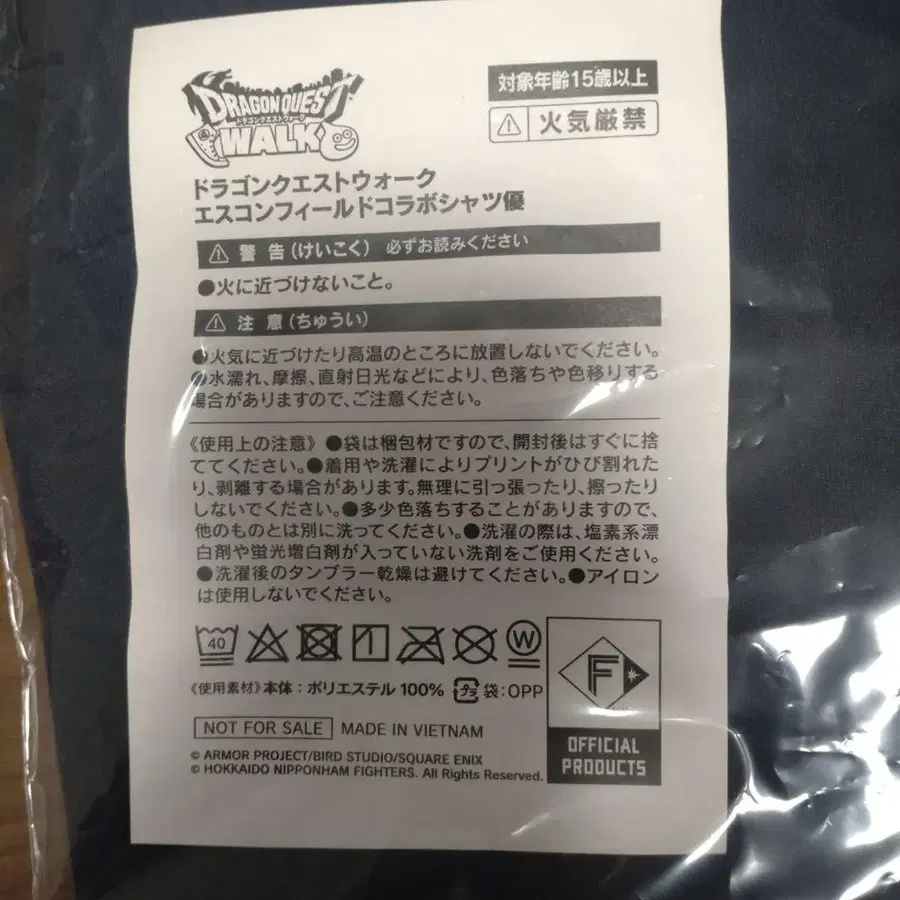 DRAGON QUEST
ドラゴンクエストウォーク
WALK
対象年齢15歳以上
火気厳禁
ドラゴンクエストウォーク
エスコンフィールドコラボシャツ優
警告(けいこく) 必ずお読みください
●火に近づけないこと。
注意(ちゅうい)
●火気に近づけたり高温のところに放置しないでください。
●水濡れ、摩擦、直射日光などにより、色落ちや色移りする
場合がありますので、ご注意ください。
《使用上の注意》●袋は梱包材ですので、開封後はすぐに捨
ててください。●着用や洗濯によりプリントがひび割れた
り、剥離する場合があります。無理に引っ張ったり、擦ったり
しないでください。●多少色落ちすることがありますので、
他のものとは別に洗ってください。●洗濯の際は、塩素系漂
白剤や蛍光増白剤が入っていない洗剤をご使用ください。
●洗濯後のタンブラー乾燥は避けてください。●アイロン
は使用しないでください。
40 W
F
《使用素材》本体:ポリエステル 100% プラ 袋:OPP
NOT FOR SALE MADE IN VIETNAM
© ARMOR PROJECT/BIRD STUDIO/SQUARE ENIX
© HOKKAIDO NIPPONHAM FIGHTERS. All Rights Reserved.
OFFICIAL
PRODUCTS